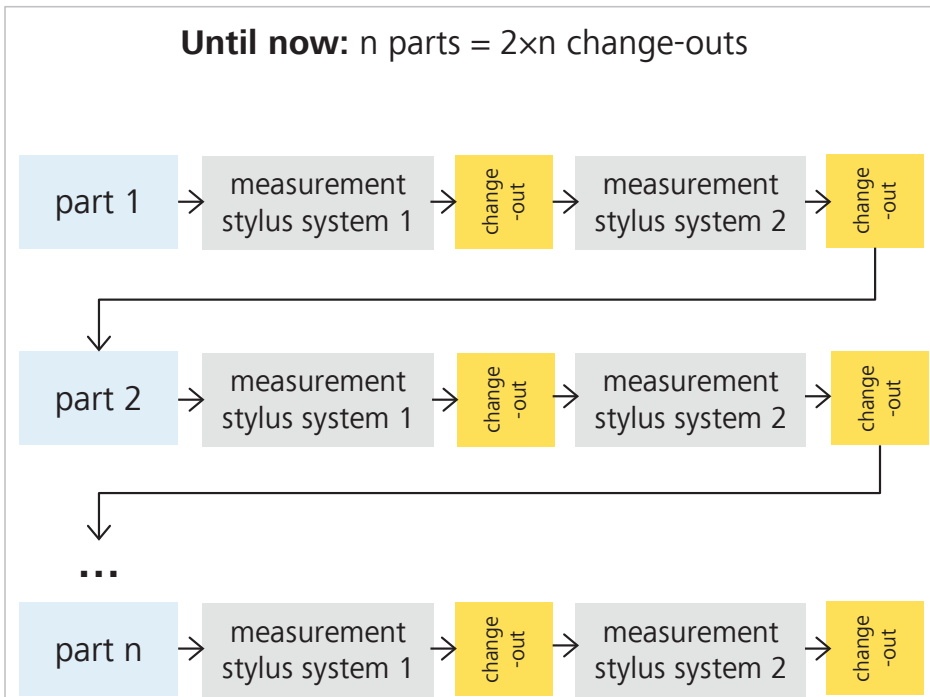 Until now: n parts = 2×n change-outs
part 1
measurement
stylus system 1
change
-out
measurement
stylus system 2
change
-out
part 2
measurement
stylus system 1
change
-out
measurement
stylus system 2
change
-out
...
part n
measurement
stylus system 1
change
-out
measurement
stylus system 2
change
-out